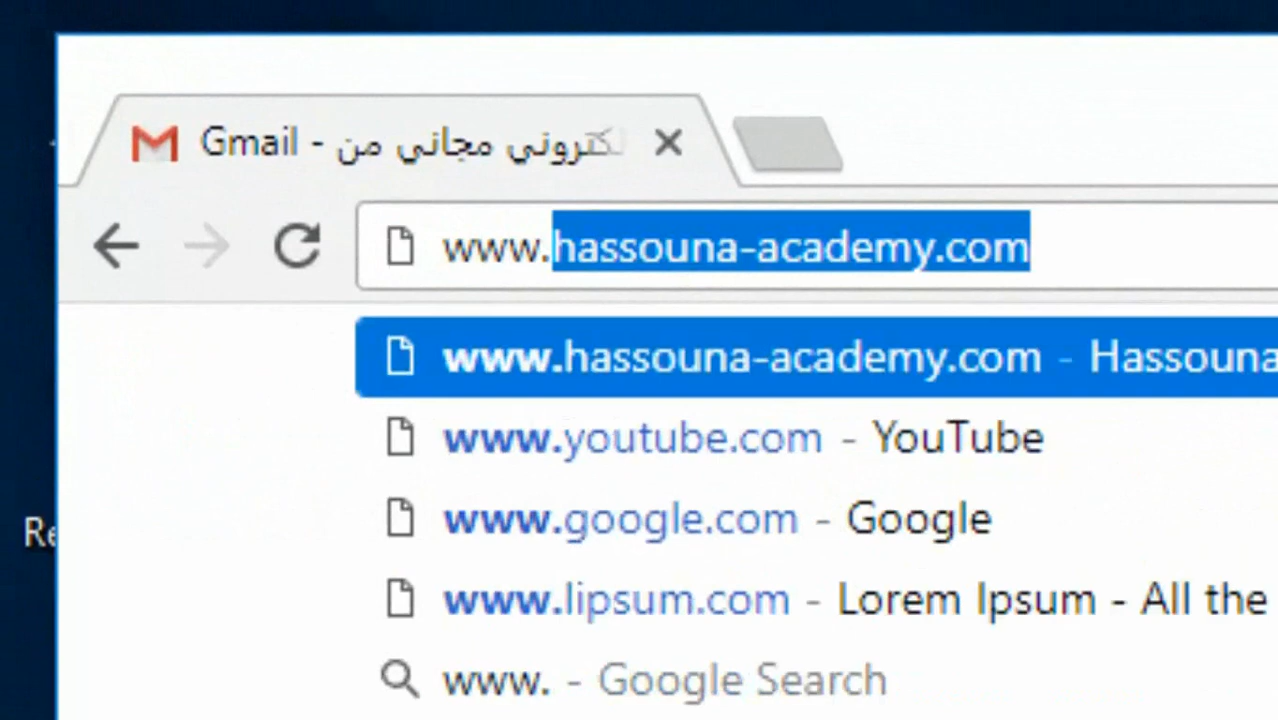 Gmail - لكتروني مجاني من
www.hassouna-academy.com
www.hassouna-academy.com - Hassouna
www.youtube.com - YouTube
www.google.com - Google
www.lipsum.com - Lorem Ipsum - All the
Re
www. - Google Search